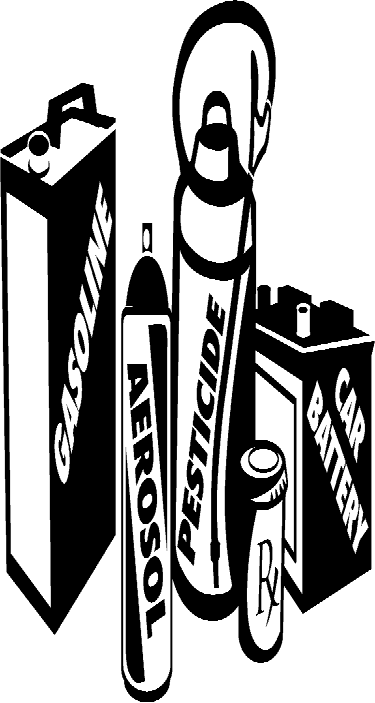 GASOLINE
AEROSOL
PESTICIDE
CAR
BATTERY
Rx